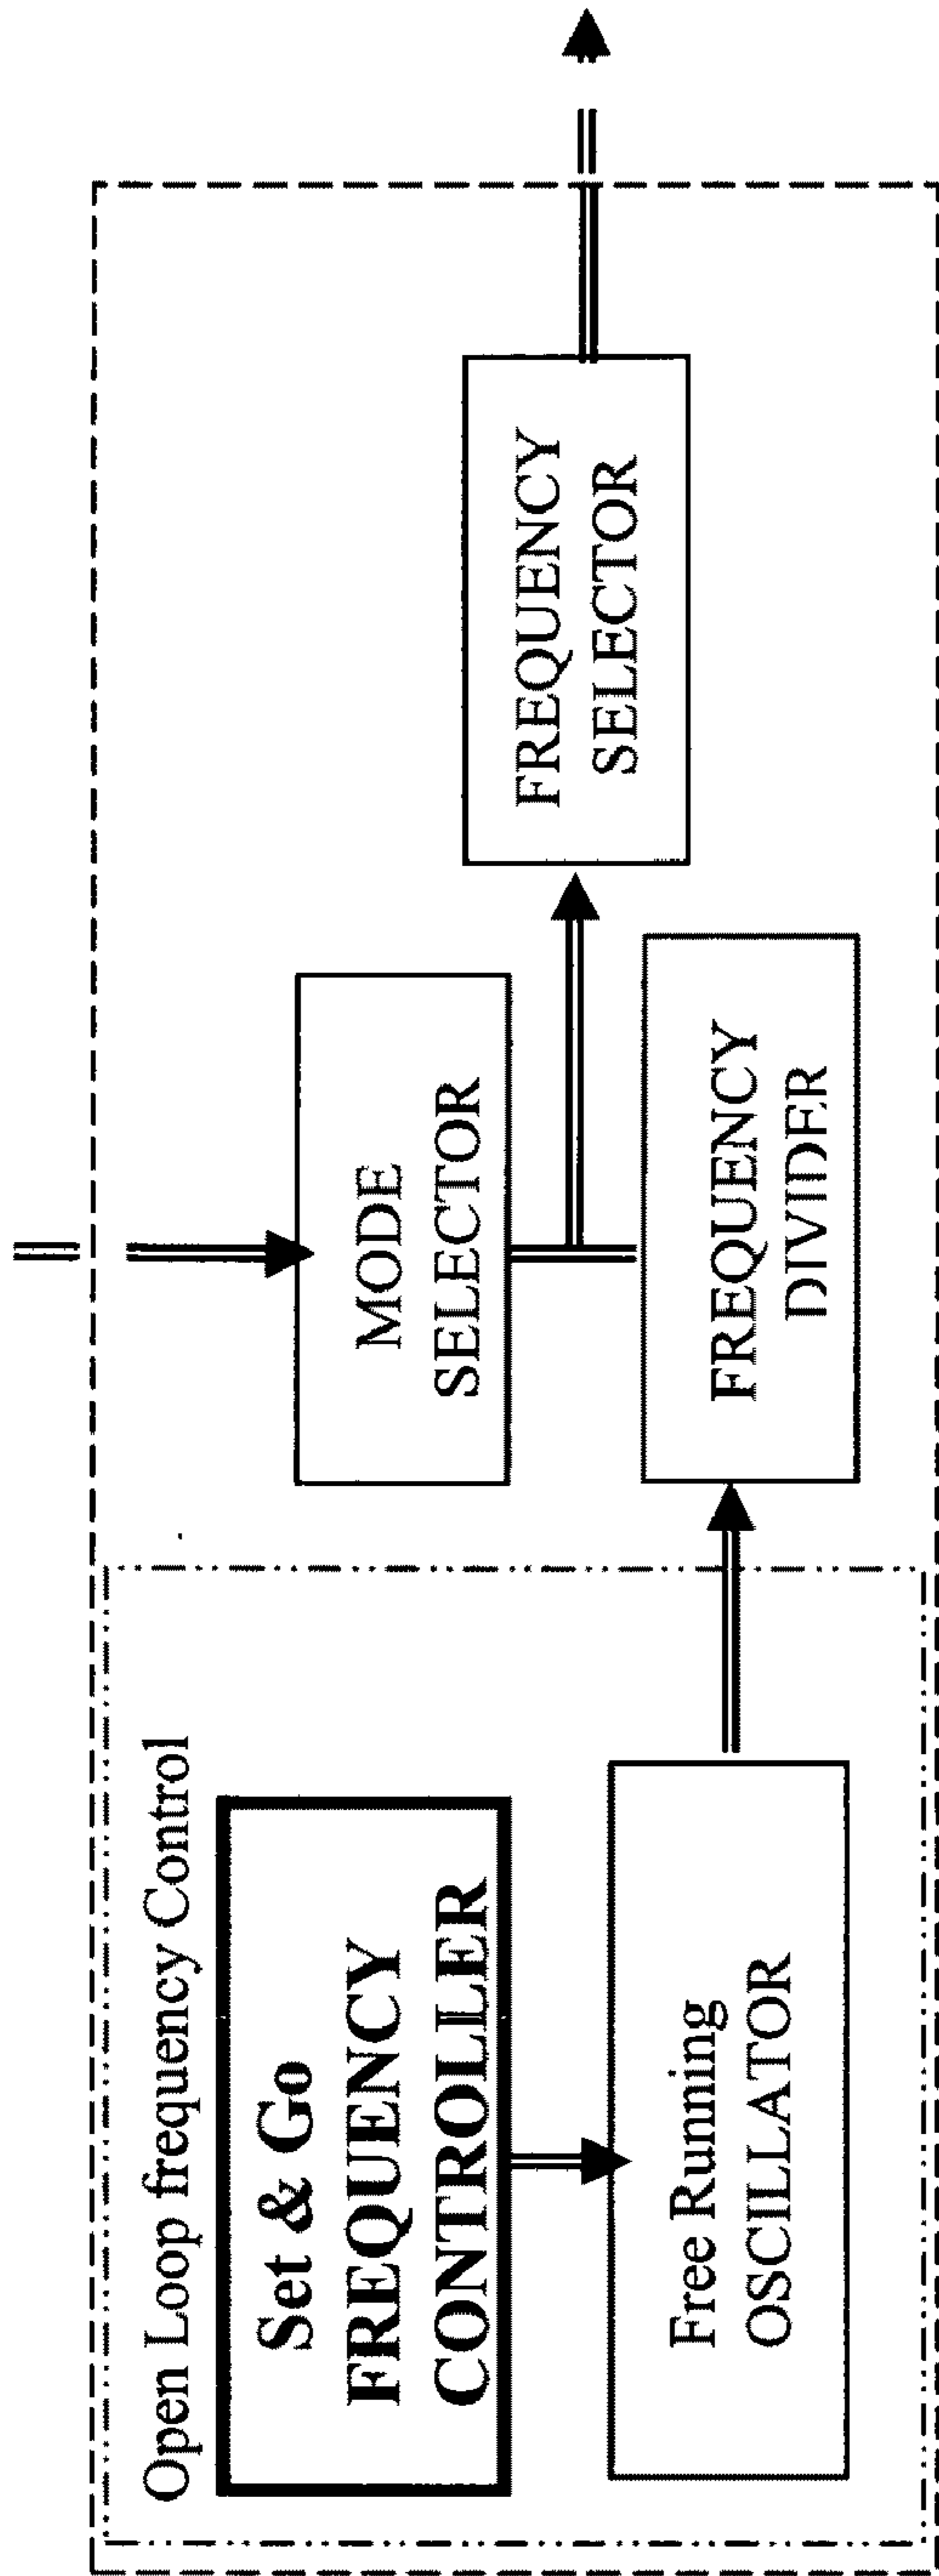 Open Loop frequency Control
Set & Go
FREQUENCY
CONTROLLER
Free Running
OSCILLATOR
MODE
SELECTOR
FREQUENCY
DIVIDER
FREQUENCY
SELECTOR